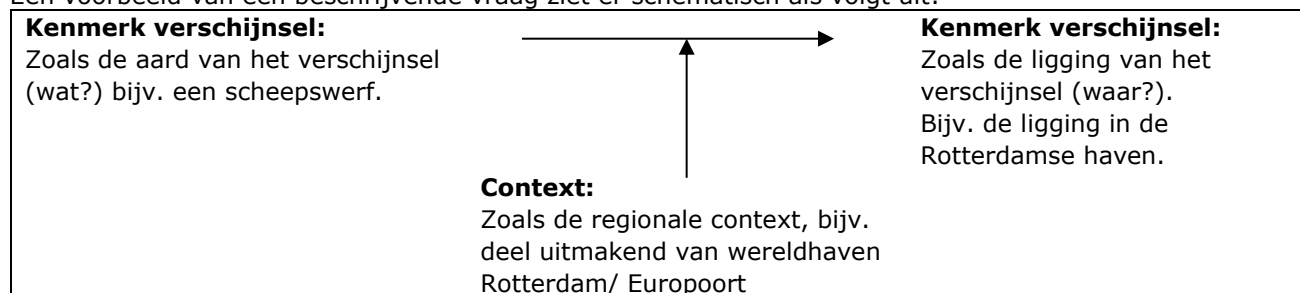 Een voorbeeld van een beschrijvende vraag ziet er schematisch als volgt uit:
Kenmerk verschijnsel:
Zoals de aard van het verschijnsel
(wat?) bijv. een scheepswerf.
Kenmerk verschijnsel:
Zoals de ligging van het
verschijnsel (waar?).
Bijv. de ligging in de
Rotterdamse haven.
Context:
Zoals de regionale context, bijv.
deel uitmakend van wereldhaven
Rotterdam/ Europoort